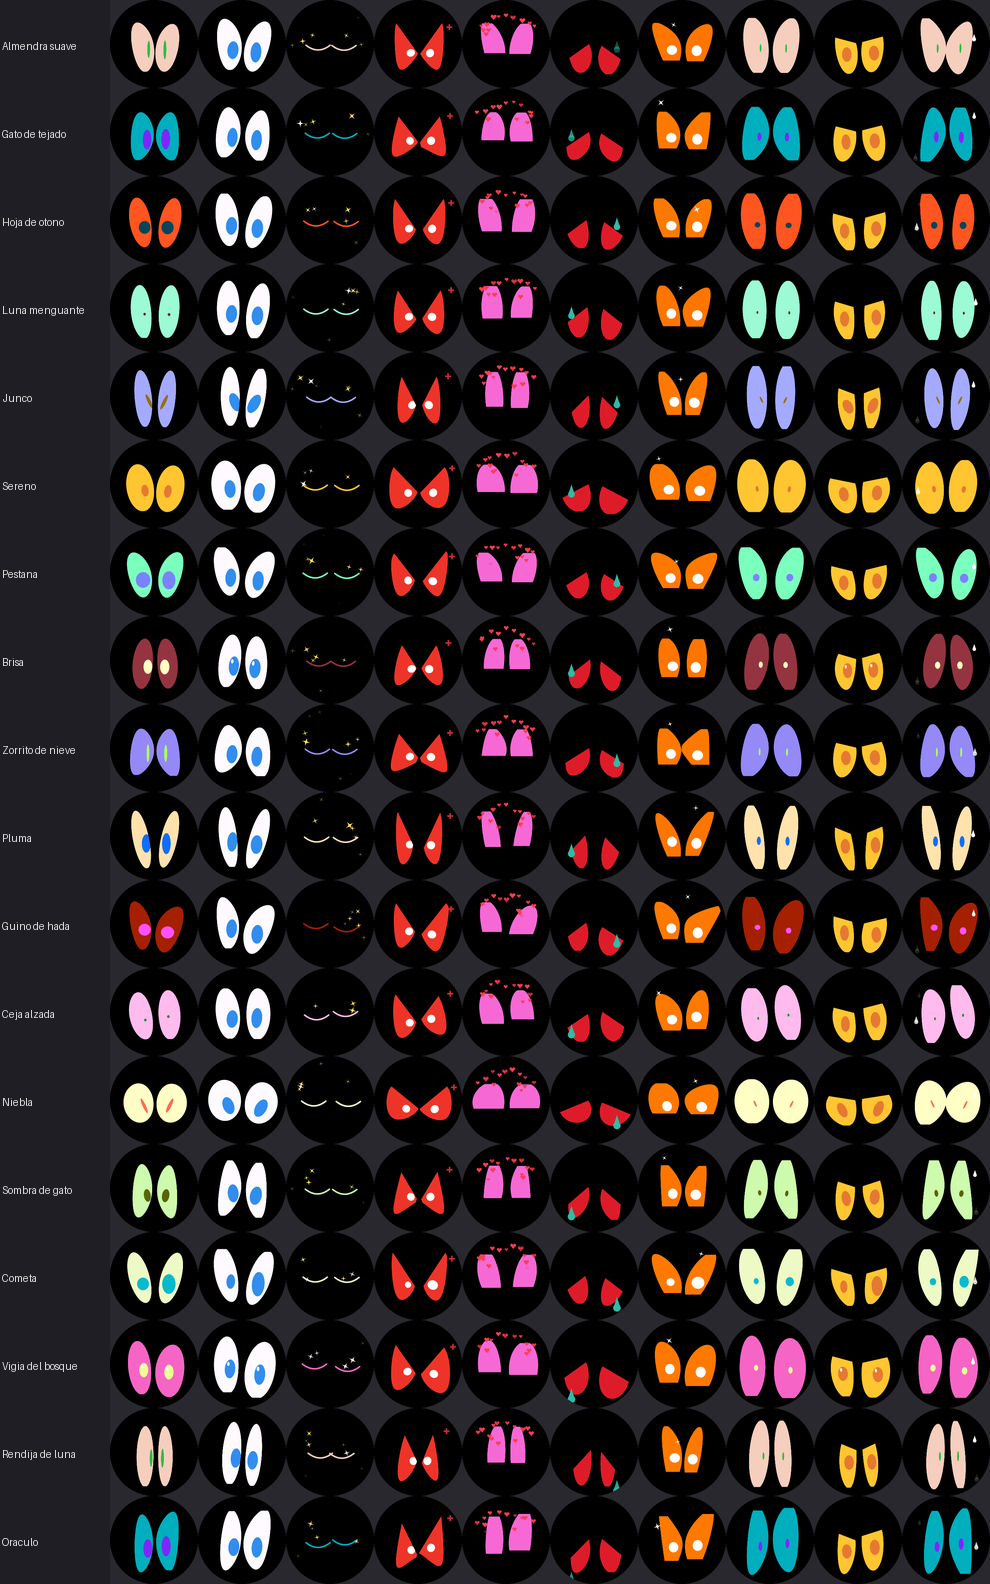 Almendra suave
Gato de tejado
Hoja de otono
Luna menguante
Junco
Sereno
Pestana
Brisa
Zorrito de nieve
Pluma
Guino de hada
Ceja alzada
Niebla
Sombra de gato
Cometa
Vigia del bosque
Rendija de luna
Oraculo